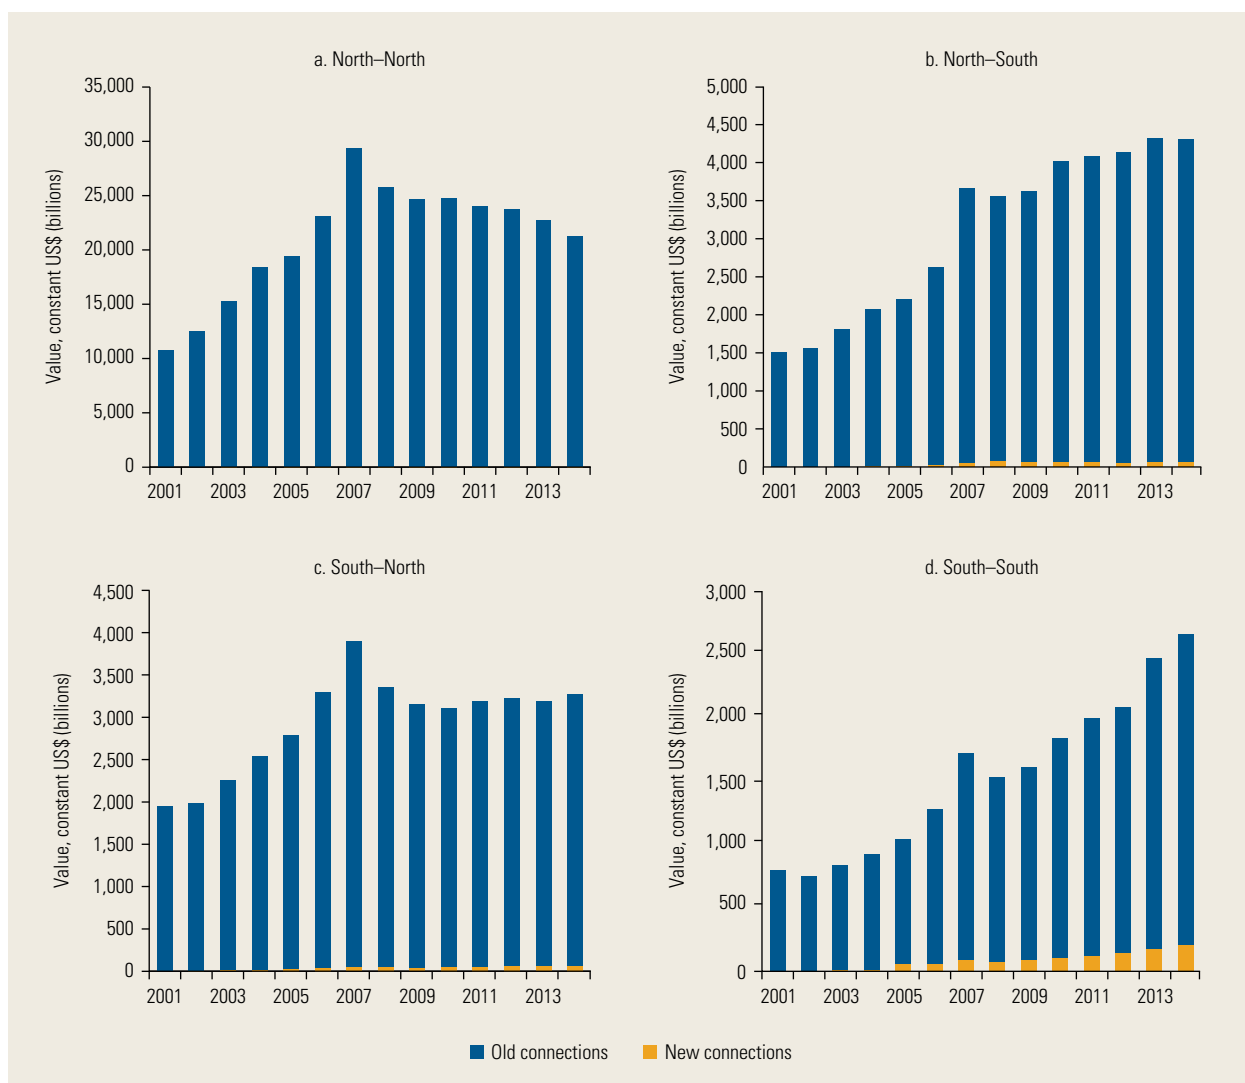 a. North–North
Value, constant US$ (billions)
35,000
30,000
25,000
20,000
15,000
10,000
5,000
0
2001 2003 2005 2007 2009 2011 2013
b. North–South
Value, constant US$ (billions)
5,000
4,500
4,000
3,500
3,000
2,500
2,000
1,500
1,000
500
0
2001 2003 2005 2007 2009 2011 2013
c. South–North
Value, constant US$ (billions)
4,500
4,000
3,500
3,000
2,500
2,000
1,500
1,000
500
0
2001 2003 2005 2007 2009 2011 2013
d. South–South
Value, constant US$ (billions)
3,000
2,500
2,000
1,500
1,000
500
0
2001 2003 2005 2007 2009 2011 2013
Old connections New connections